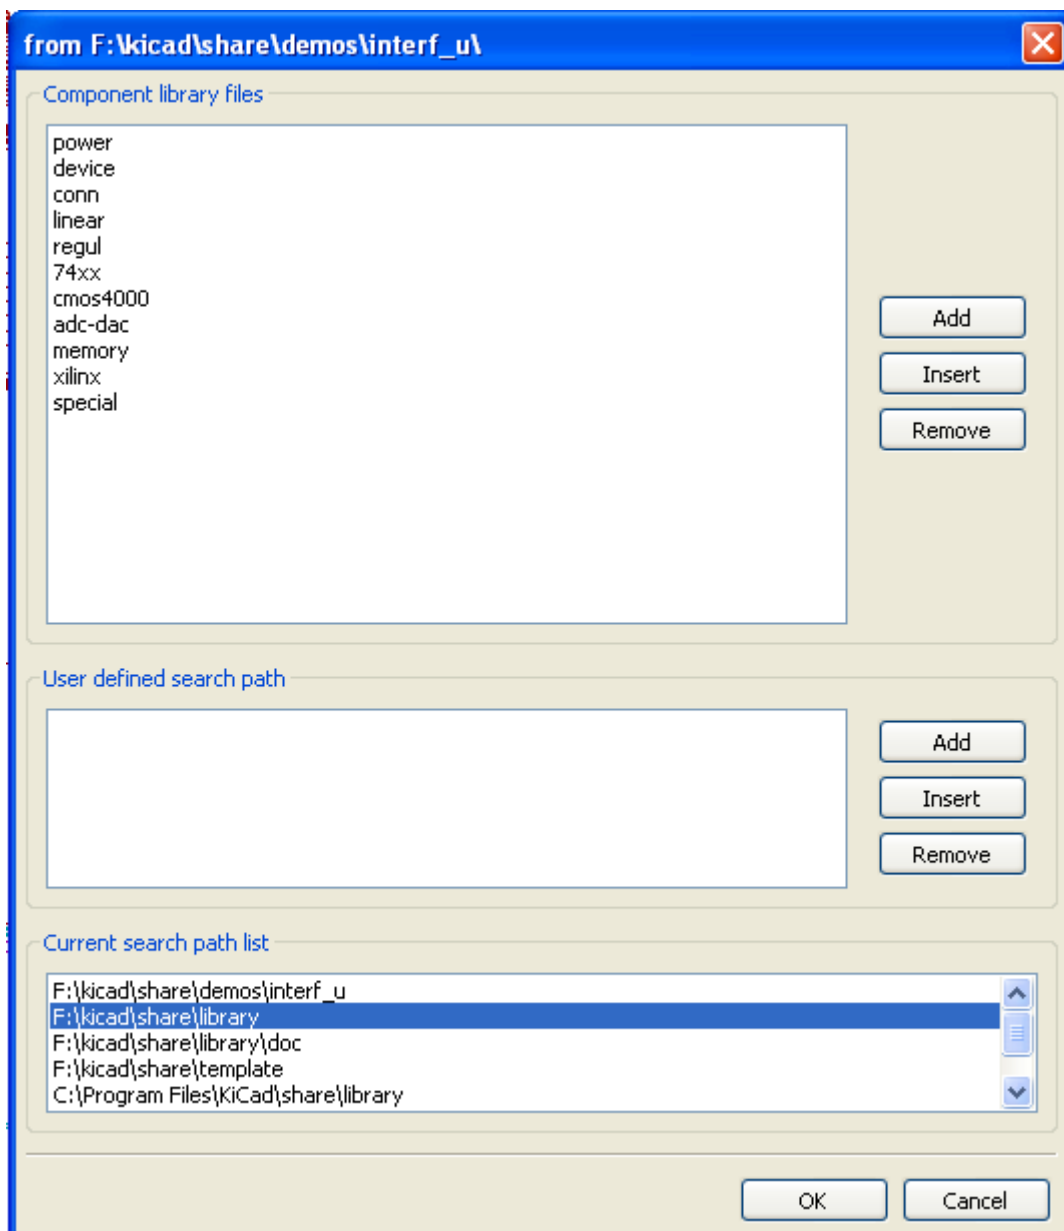 from F:\kicad\share\demos\interf_u\
Component library files
power
device
conn
linear
regul
74xx
cmos4000
adc-dac
memory
xilinx
special
Add
Insert
Remove
User defined search path
Add
Insert
Remove
Current search path list
F:\kicad\share\demos\interf_u
F:\kicad\share\library
F:\kicad\share\library\doc
F:\kicad\share\template
C:\Program Files\KiCad\share\library
OK
Cancel